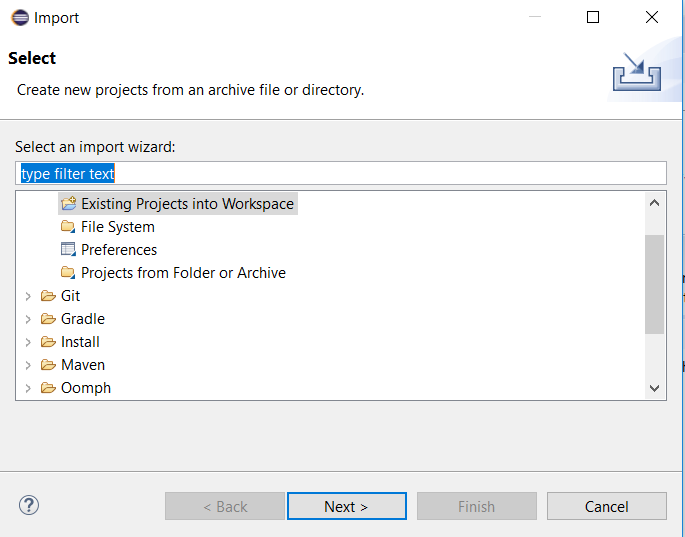 Import
Select
Create new projects from an archive file or directory.
Select an import wizard:
type filter text
Existing Projects into Workspace
File System
Preferences
Projects from Folder or Archive
Git
Gradle
Install
Maven
Oomph
?
< Back
Next >
Finish
Cancel